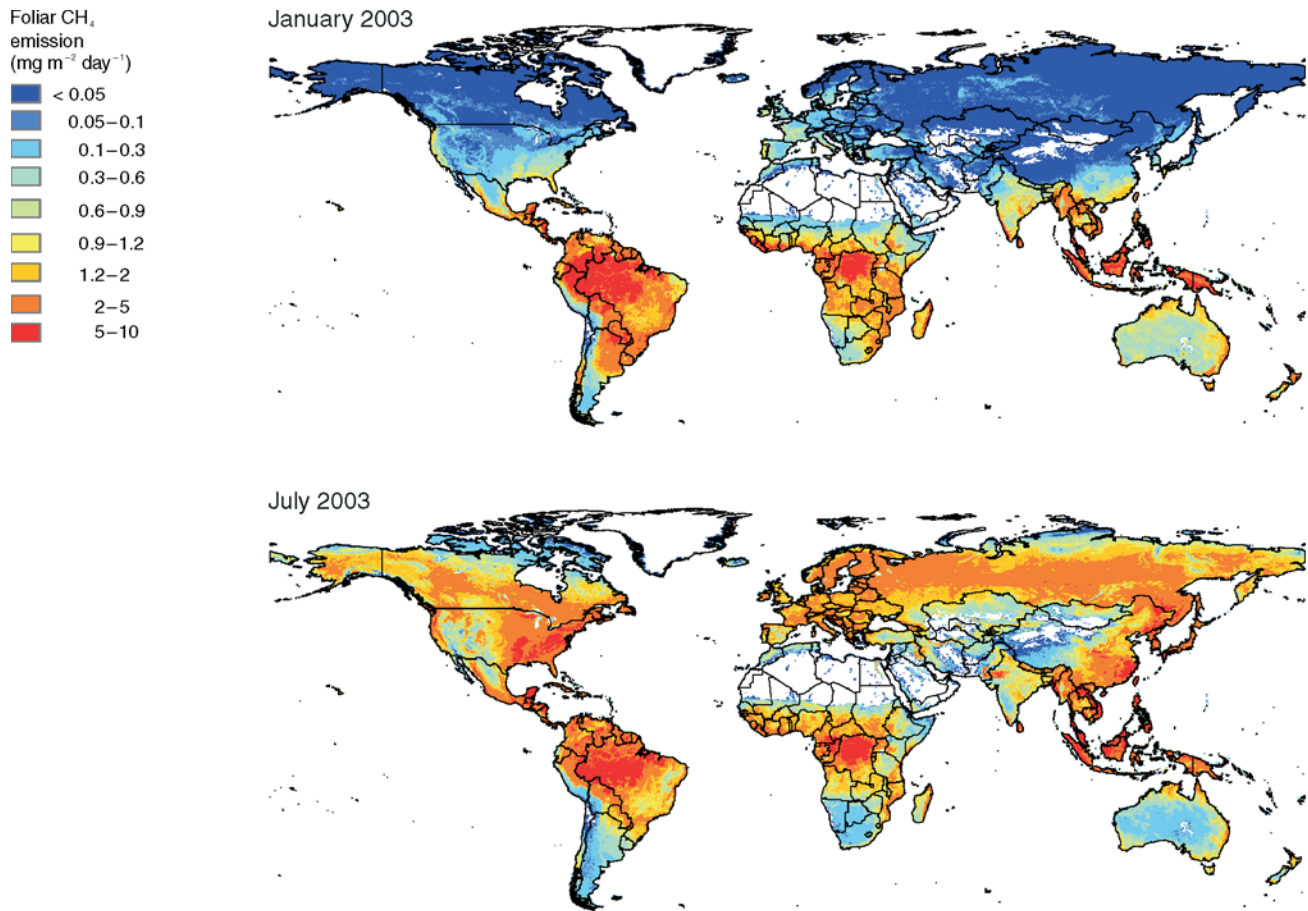 Foliar CH₄
emission
(mg m⁻² day⁻¹)
< 0.05
0.05–0.1
0.1–0.3
0.3–0.6
0.6–0.9
0.9–1.2
1.2–2
2–5
5–10
January 2003
July 2003